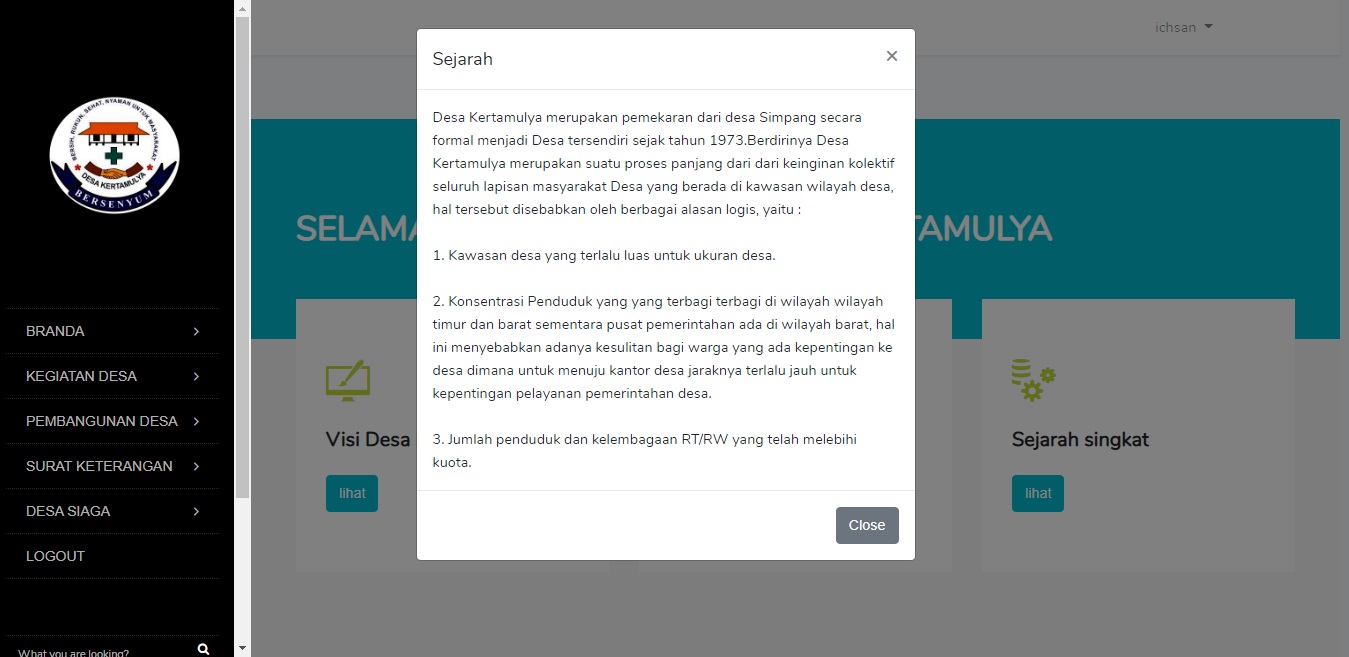 BERSIH, RUKUN, SEHAT, NYAMAN UNTUK MASYARAKAT
DESA KERTAMULYA
BERSENYUM
BRANDA
KEGIATAN DESA
PEMBANGUNAN DESA
SURAT KETERANGAN
DESA SIAGA
LOGOUT
What you are looking?
ichsan
Sejarah
×
Desa Kertamulya merupakan pemekaran dari desa Simpang secara
formal menjadi Desa tersendiri sejak tahun 1973.Berdirinya Desa
Kertamulya merupakan suatu proses panjang dari dari keinginan kolektif
seluruh lapisan masyarakat Desa yang berada di kawasan wilayah desa,
hal tersebut disebabkan oleh berbagai alasan logis, yaitu :
1. Kawasan desa yang terlalu luas untuk ukuran desa.
2. Konsentrasi Penduduk yang yang terbagi terbagi di wilayah wilayah
timur dan barat sementara pusat pemerintahan ada di wilayah barat, hal
ini menyebabkan adanya kesulitan bagi warga yang ada kepentingan ke
desa dimana untuk menuju kantor desa jaraknya terlalu jauh untuk
kepentingan pelayanan pemerintahan desa.
3. Jumlah penduduk dan kelembagaan RT/RW yang telah melebihi
kuota.
Close
SELAMA TAMULYA
Visi Desa
lihat
Sejarah singkat
lihat